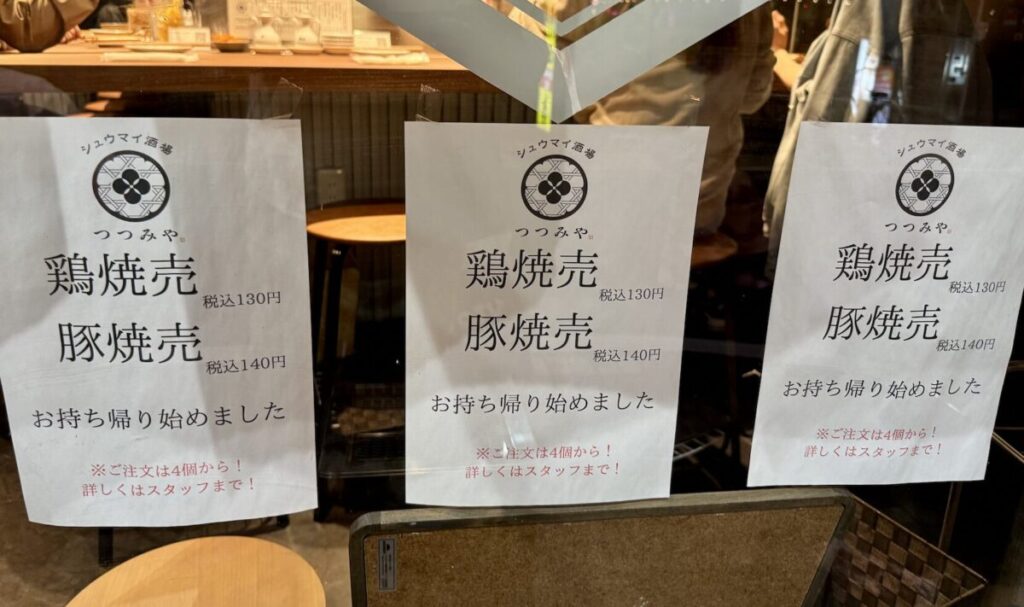 シュウマイ酒場
つつみや。
鶏焼売
税込130円
豚焼売
税込140円
お持ち帰り始めました
※ご注文は4個から!
詳しくはスタッフまで!
シュウマイ酒場
つつみや。
鶏焼売
税込130円
豚焼売
税込140円
お持ち帰り始めました
※ご注文は4個から!
詳しくはスタッフまで!
シュウマイ酒場
つつみや。
鶏焼売
税込130円
豚焼売
税込140円
お持ち帰り始めました
※ご注文は4個から!
詳しくはスタッフまで!